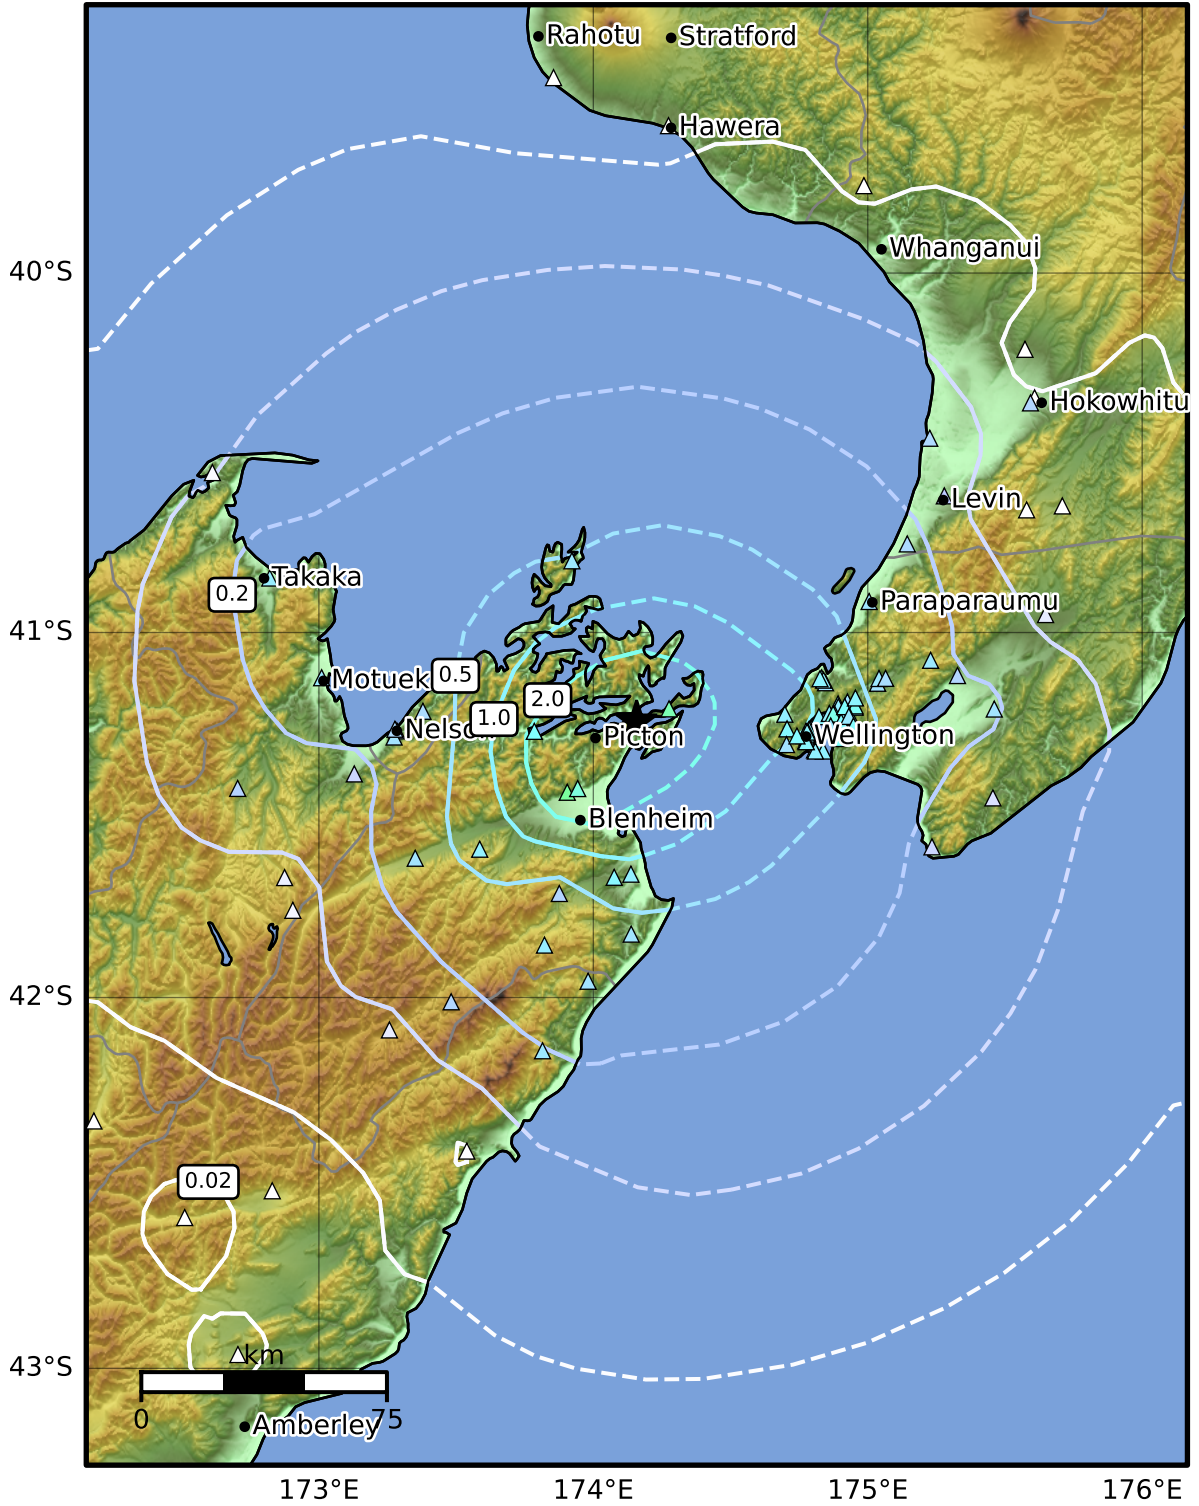 Rahotu
Stratford
Hawera
Whanganui
40°S
Hokowhitu
Levin
Takaka
0.2
Paraparaumu
41°S
Motuek
0.5
2.0
1.0
Nelson
Picton
Wellington
Blenheim
42°S
0.02
km
43°S
0
75
Amberley
173°E
174°E
175°E
176°E